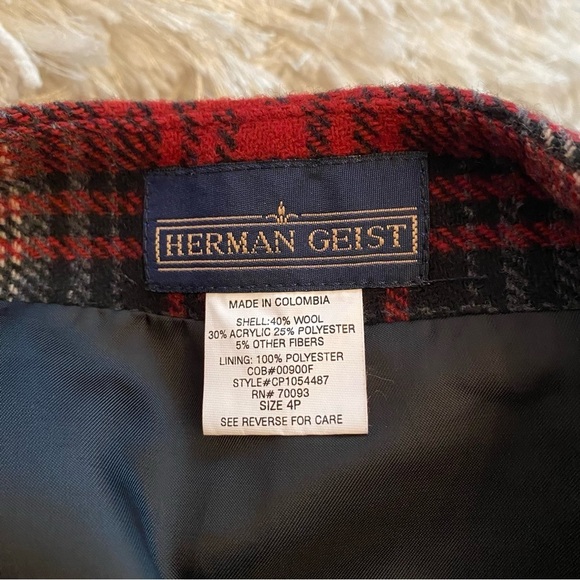 HERMAN GEIST
MADE IN COLOMBIA
SHELL:40% WOOL
30% ACRYLIC 25% POLYESTER
5% OTHER FIBERS
LINING: 100% POLYESTER
COB#00900F
STYLE#CP1054487
RN# 70093
SIZE 4P
SEE REVERSE FOR CARE